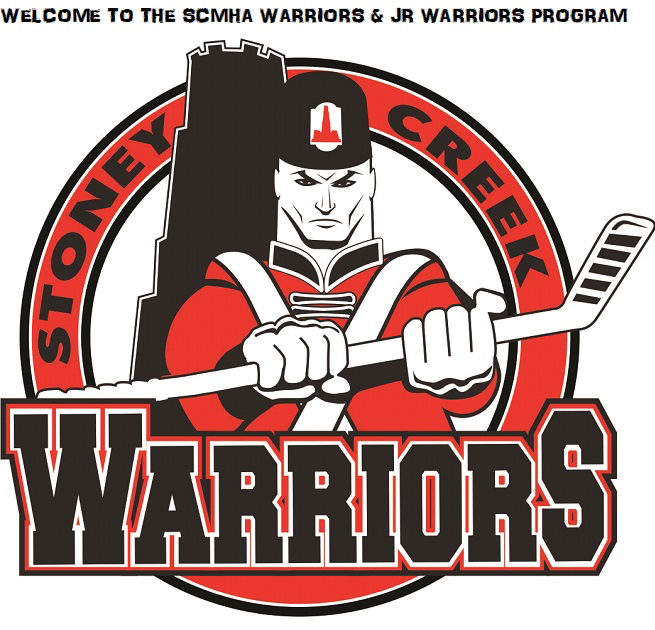 WELCOME TO THE SCMHA WARRIORS & JR WARRIORS PROGRAM
STONEY CREEK
WARRIORS